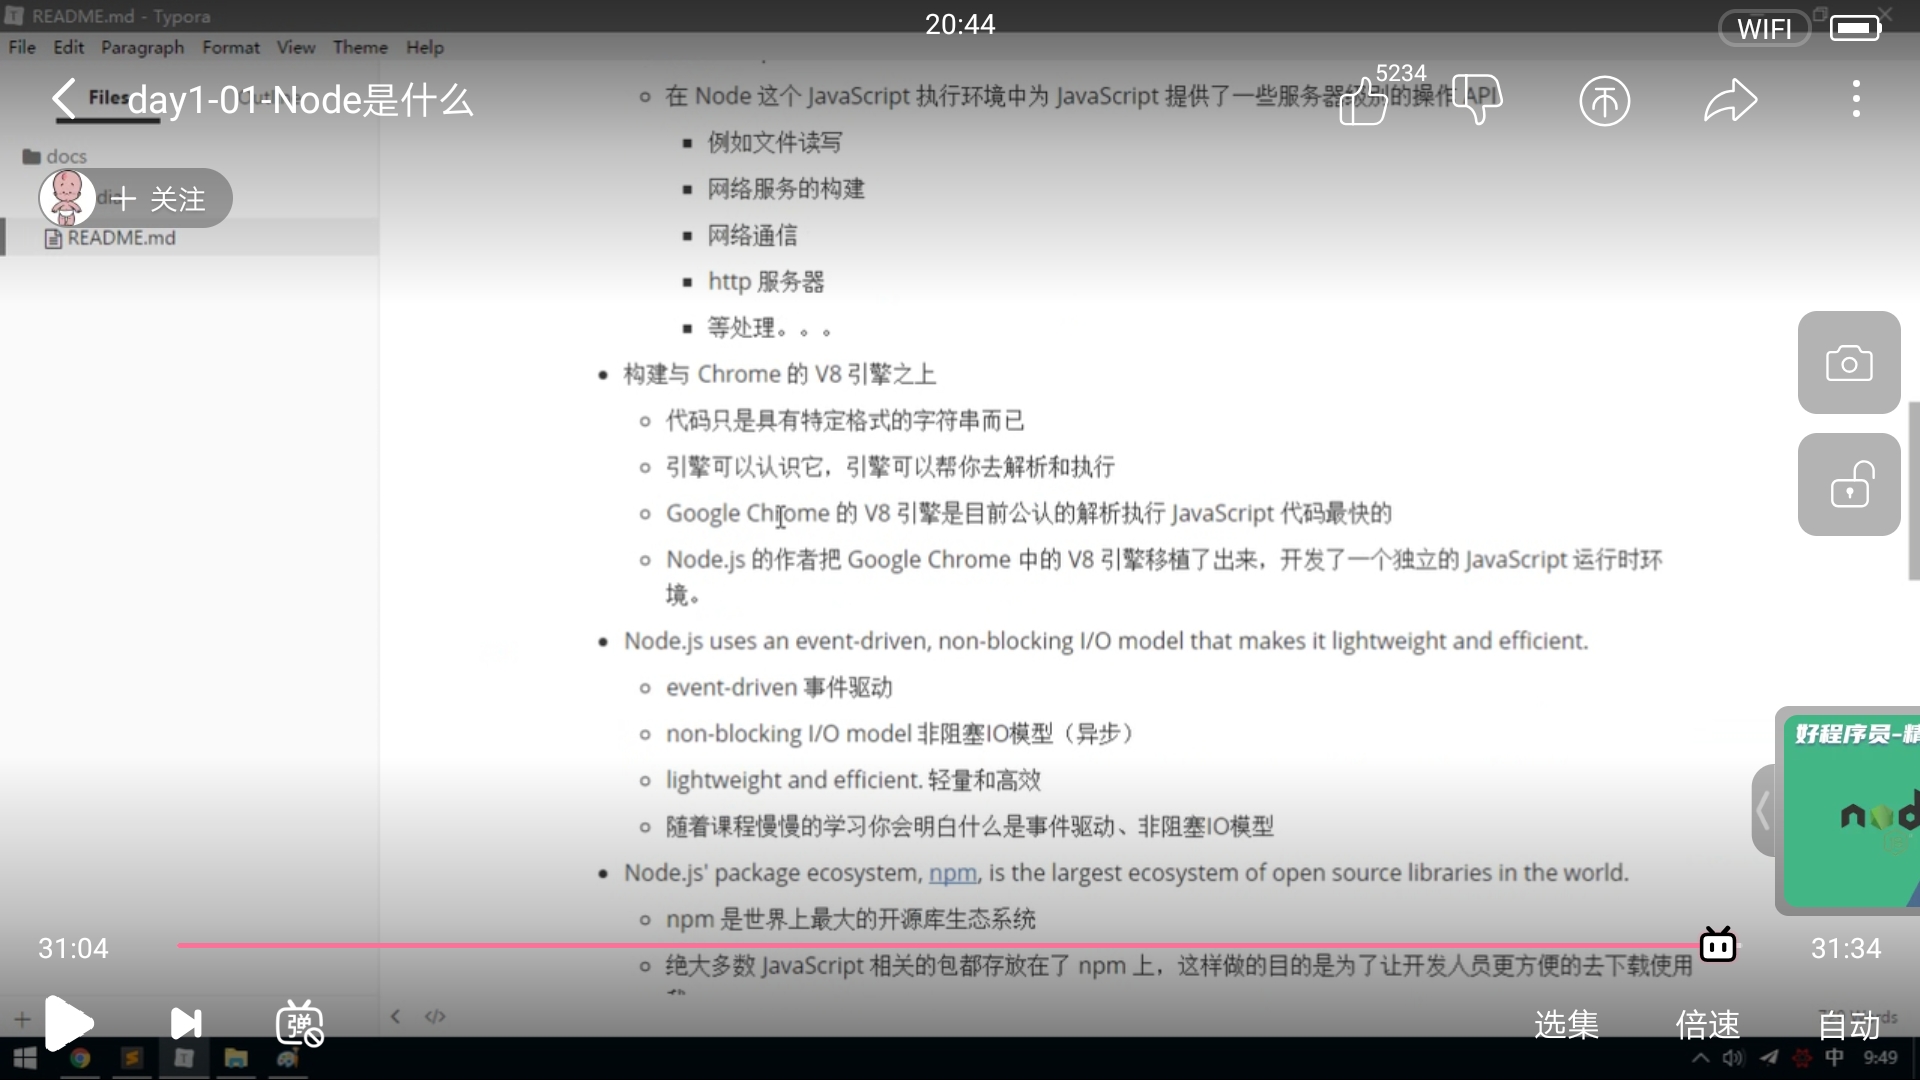 README.md - Typora
20:44
WIFI
File Edit Paragraph Format View Theme Help
Files
day1-01-Node是什么
5234
在 Node 这个 JavaScript 执行环境中为 JavaScript 提供了一些服务器级别的操作 API
例如文件读写
docs
网络服务的构建
+ 关注
网络通信
README.md
http 服务器
等处理。。。
构建与 Chrome 的 V8 引擎之上
代码只是具有特定格式的字符串而已
引擎可以认识它，引擎可以帮你去解析和执行
Google Chrome 的 V8 引擎是目前公认的解析执行 JavaScript 代码最快的
Node.js 的作者把 Google Chrome 中的 V8 引擎移植了出来，开发了一个独立的 JavaScript 运行时环
境。
Node.js uses an event-driven, non-blocking I/O model that makes it lightweight and efficient.
event-driven 事件驱动
non-blocking I/O model 非阻塞IO模型（异步）
好程序员-精
lightweight and efficient. 轻量和高效
随着课程慢慢的学习你会明白什么是事件驱动、非阻塞IO模型
Node.js' package ecosystem, npm, is the largest ecosystem of open source libraries in the world.
npm 是世界上最大的开源库生态系统
31:04
31:34
绝大多数 JavaScript 相关的包都存放在了 npm 上，这样做的目的是为了让开发人员更方便的去下载使用
弹
选集
倍速
自动
中
9:49